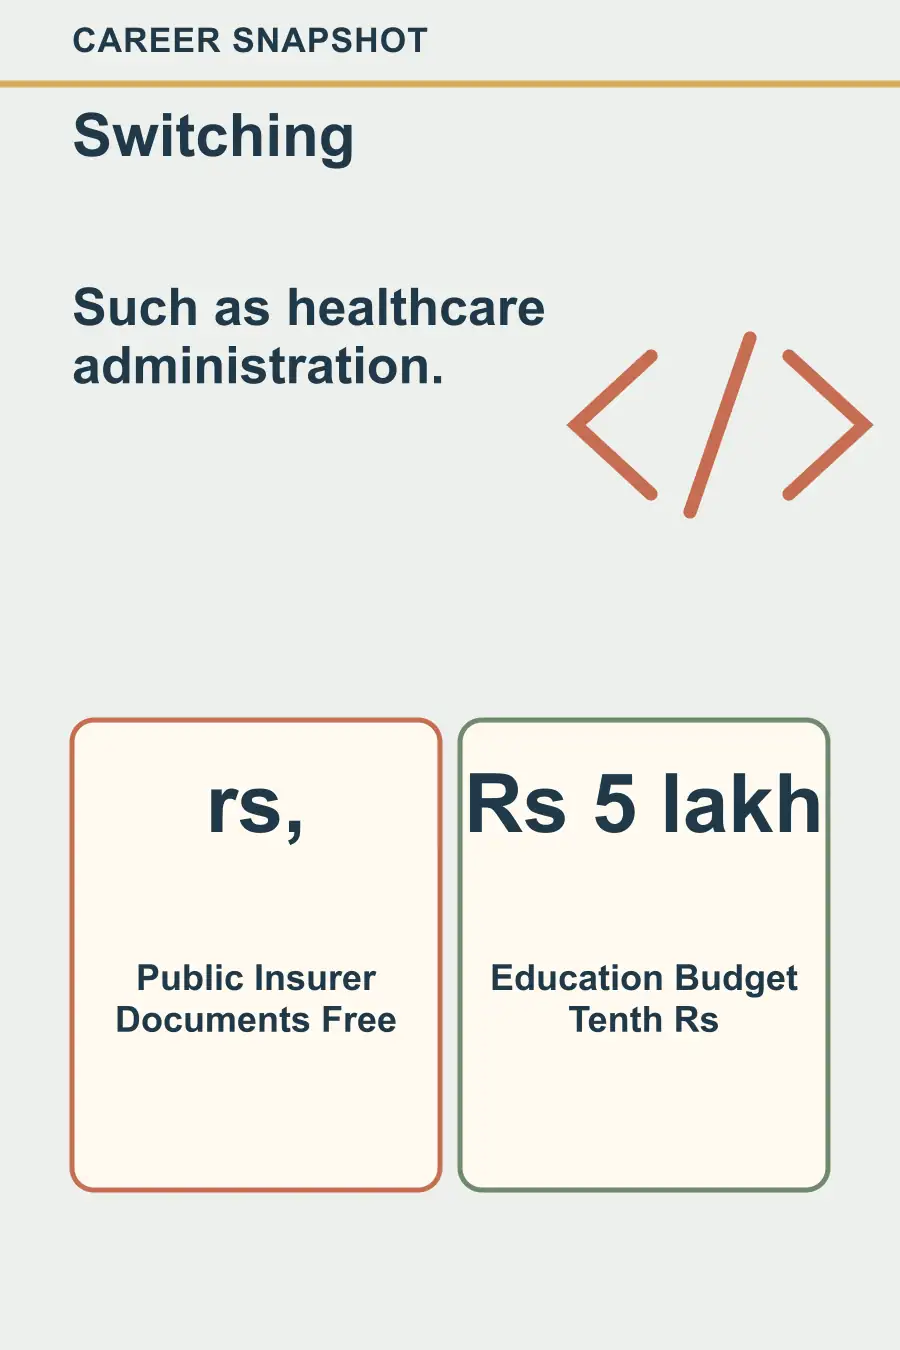 CAREER SNAPSHOT
Switching
Such as healthcare
administration.
</>
rs,
Public Insurer
Documents Free
Rs 5 lakh
Education Budget
Tenth Rs